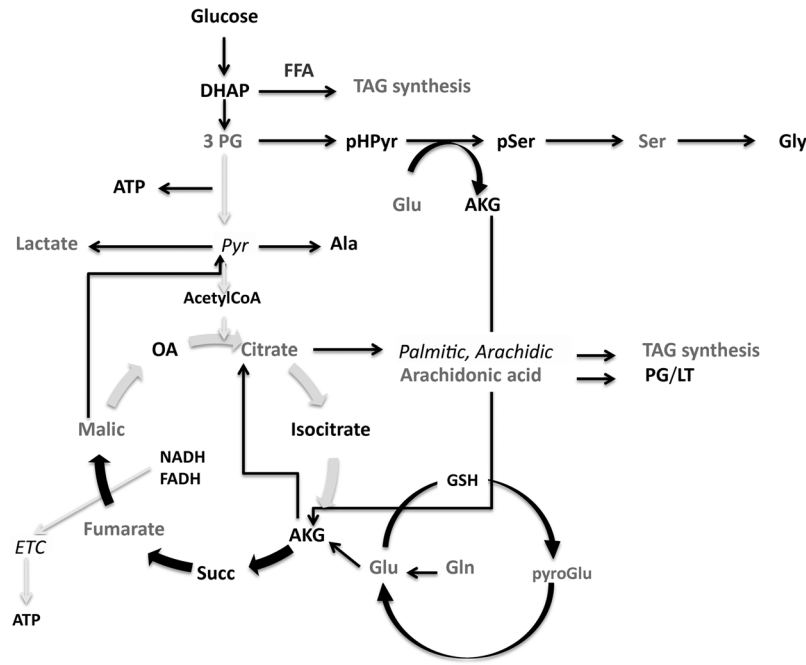 Glucose
FFA
DHAP
TAG synthesis
3 PG
pHPyr
pSer
Ser
Gly
ATP
Glu
AKG
Lactate
Pyr
Ala
AcetylCoA
OA
Citrate
Palmitic, Arachidic
TAG synthesis
Arachidonic acid
PG/LT
Malic
Isocitrate
NADH
FADH
GSH
Fumarate
ETC
AKG
Succ
Glu
Gln
pyroGlu
ATP